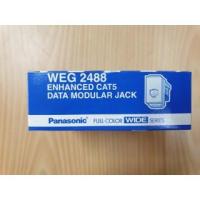 WEG 2488
ENHANCED CAT5
DATA MODULAR JACK
Panasonic FULL-COLOR WIDE SERIES